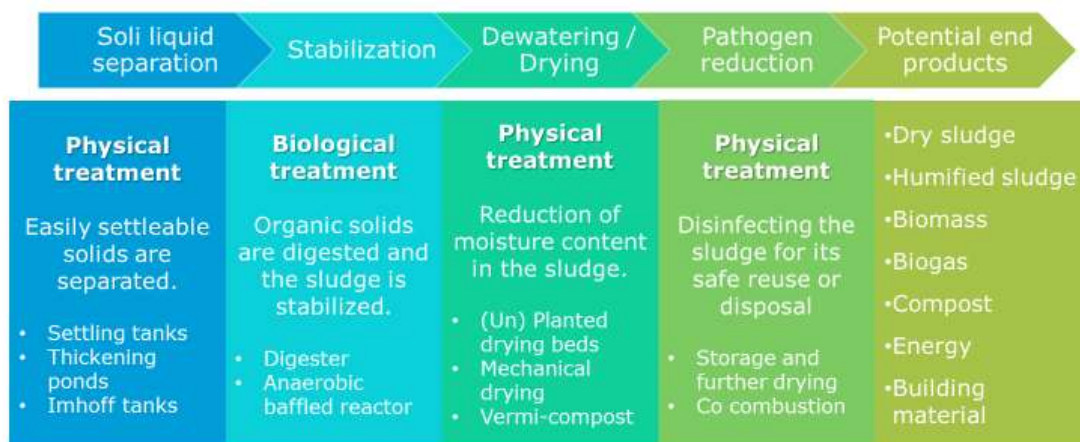 Soli liquid
separation
Stabilization
Dewatering /
Drying
Pathogen
reduction
Potential end
products
Physical
treatment
Easily settleable
solids are
separated.
• Settling tanks
• Thickening
ponds
• Imhoff tanks
Biological
treatment
Organic solids
are digested and
the sludge is
stabilized.
• Digester
• Anaerobic
baffled reactor
Physical
treatment
Reduction of
moisture content
in the sludge.
• (Un) Planted
drying beds
• Mechanical
drying
• Vermi-compost
Physical
treatment
Disinfecting the
sludge for its
safe reuse or
disposal
• Storage and
further drying
• Co combustion
•Dry sludge
•Humified sludge
•Biomass
•Biogas
•Compost
•Energy
•Building
material